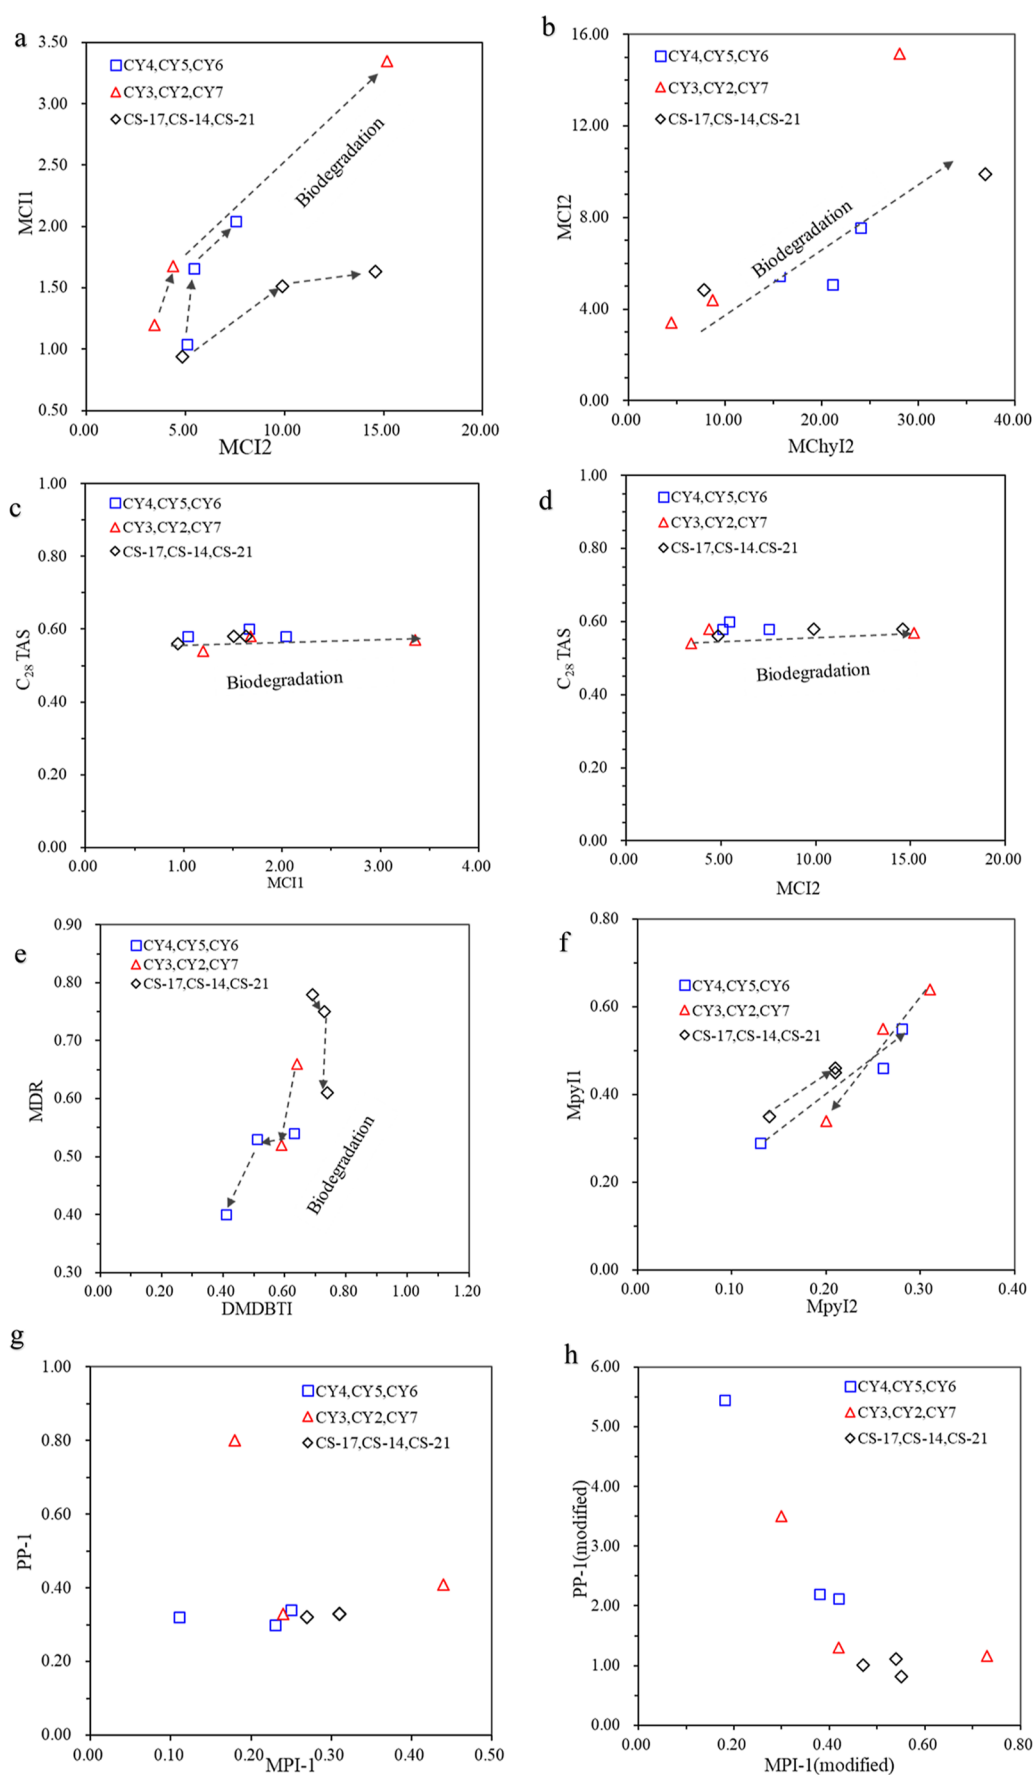 a
3.50
3.00
2.50
2.00
1.50
1.00
0.50
MCI1
CY4,CY5,CY6
CY3,CY2,CY7
CS-17,CS-14,CS-21
Biodegradation
0.00 5.00 10.00 15.00 20.00
MCI2
b
16.00
12.00
8.00
4.00
0.00
MCI2
CY4,CY5,CY6
CY3,CY2,CY7
CS-17,CS-14,CS-21
Biodegradation
0.00 10.00 20.00 30.00 40.00
MChyI2
c
1.00
0.80
0.60
0.40
0.20
0.00
C28 TAS
CY4,CY5,CY6
CY3,CY2,CY7
CS-17,CS-14,CS-21
Biodegradation
0.00 1.00 2.00 3.00 4.00
MCI1
d
1.00
0.80
0.60
0.40
0.20
0.00
C28 TAS
CY4,CY5,CY6
CY3,CY2,CY7
CS-17,CS-14.CS-21
Biodegradation
0.00 5.00 10.00 15.00 20.00
MCI2
e
0.90
0.80
0.70
0.60
0.50
0.40
0.30
MDR
CY4,CY5,CY6
CY3,CY2,CY7
CS-17,CS-14,CS-21
Biodegradation
0.00 0.20 0.40 0.60 0.80 1.00 1.20
DMDBTI
f
0.80
0.60
0.40
0.20
0.00
MpyI1
CY4,CY5,CY6
CY3,CY2,CY7
CS-17,CS-14,CS-21
0.00 0.10 0.20 0.30 0.40
MpyI2
g
1.00
0.80
0.60
0.40
0.20
0.00
PP-1
CY4,CY5,CY6
CY3,CY2,CY7
CS-17,CS-14,CS-21
0.00 0.10 0.20 0.30 0.40 0.50
MPI-1
h
6.00
5.00
4.00
3.00
2.00
1.00
0.00
PP-1(modified)
CY4,CY5,CY6
CY3,CY2,CY7
CS-17,CS-14,CS-21
0.00 0.20 0.40 0.60 0.80
MPI-1(modified)